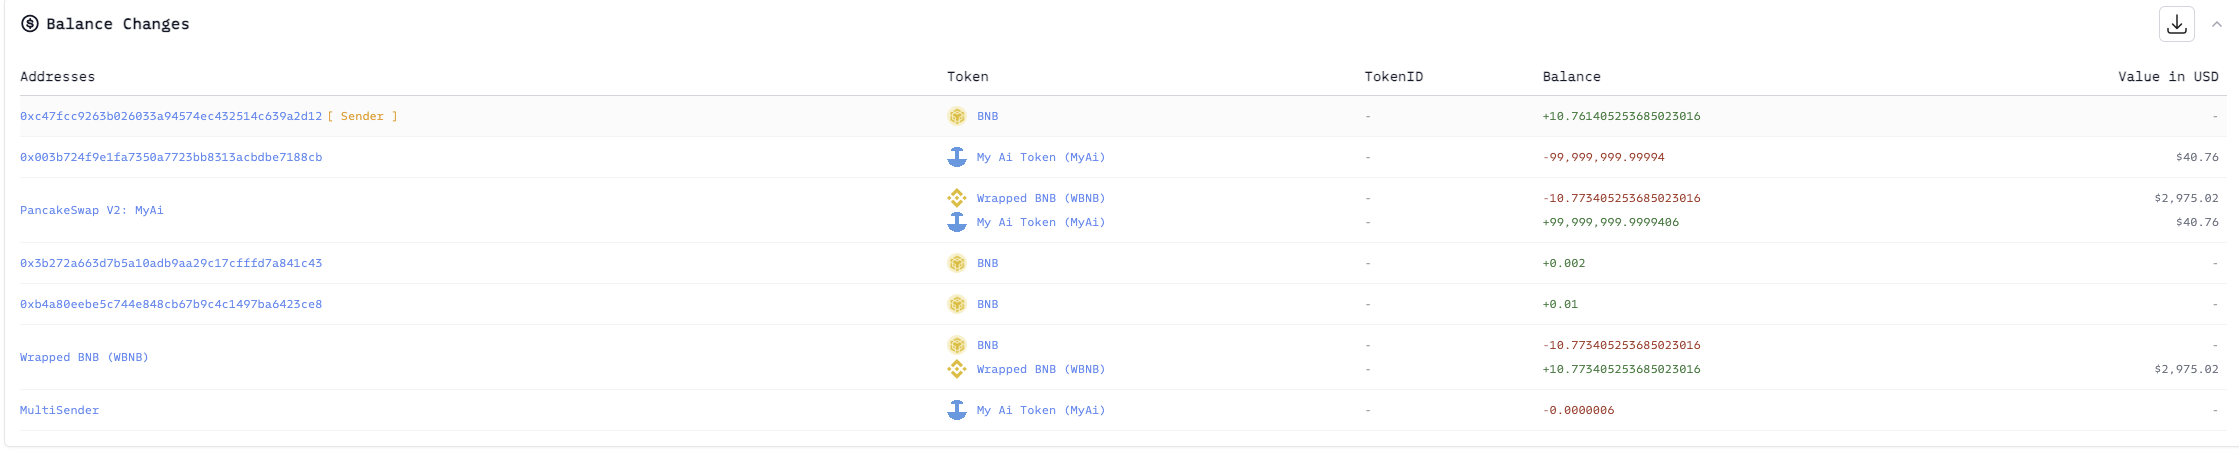 Balance Changes
Addresses Token TokenID Balance Value in USD
0xc47fcc9263b026033a94574ec432514c639a2d12 [ Sender ] BNB - +10.761405253685023016 -
0x003b724f9e1fa7350a7723bb8313acbdbe7188cb My Ai Token (MyAi) - -99,999,999.99994 $40.76
PancakeSwap V2: MyAi
Wrapped BNB (WBNB) - -10.773405253685023016 $2,975.02
My Ai Token (MyAi) - +99,999,999.9999406 $40.76
0x3b272a663d7b5a10adb9aa29c17cfffd7a841c43 BNB - +0.002 -
0xb4a80eebe5c744e848cb67b9c4c1497ba6423ce8 BNB - +0.01 -
Wrapped BNB (WBNB)
BNB - -10.773405253685023016 -
Wrapped BNB (WBNB) - +10.773405253685023016 $2,975.02
MultiSender My Ai Token (MyAi) - -0.0000006 -